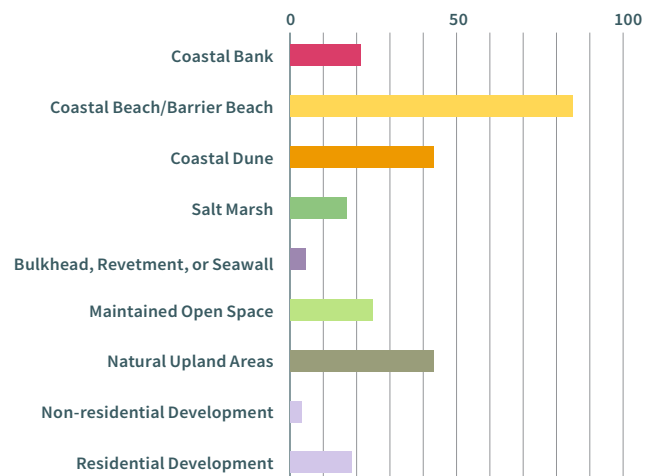 0 50 100
Coastal Bank
Coastal Beach/Barrier Beach
Coastal Dune
Salt Marsh
Bulkhead, Revetment, or Seawall
Maintained Open Space
Natural Upland Areas
Non-residential Development
Residential Development